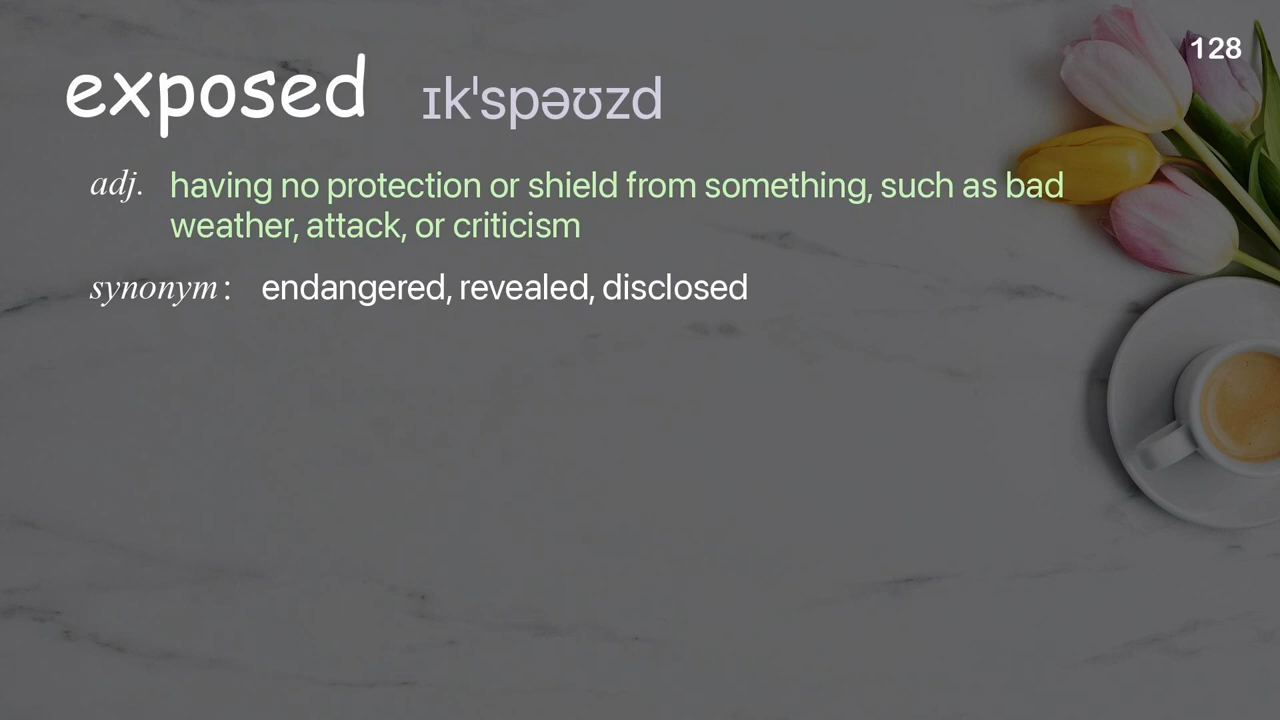 128
exposed ɪkˈspəʊzd
adj. having no protection or shield from something, such as bad
weather, attack, or criticism
synonym : endangered, revealed, disclosed